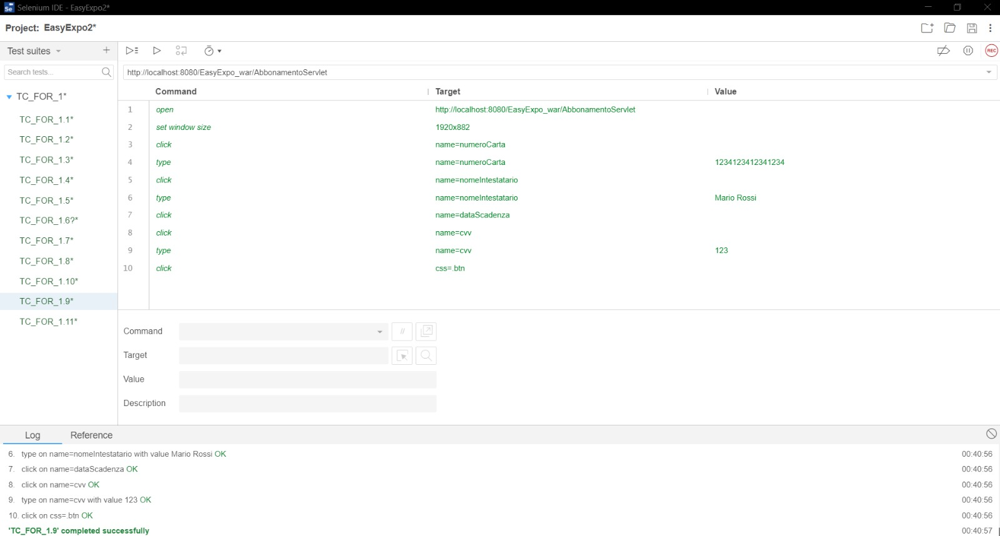 Selenium IDE - EasyExpo2*
Project: EasyExpo2*
Test suites
Search tests...
http://localhost:8080/EasyExpo_war/AbbonamentoServlet
REC
TC_FOR_1*
TC_FOR_1.1*
TC_FOR_1.2*
TC_FOR_1.3*
TC_FOR_1.4*
TC_FOR_1.5*
TC_FOR_1.6?*
TC_FOR_1.7*
TC_FOR_1.8*
TC_FOR_1.10*
TC_FOR_1.9*
TC_FOR_1.11*
Command Target Value
1 open http://localhost:8080/EasyExpo_war/AbbonamentoServlet
2 set window size 1920x882
3 click name=numeroCarta
4 type name=numeroCarta 1234123412341234
5 click name=nomeIntestatario
6 type name=nomeIntestatario Mario Rossi
7 click name=dataScadenza
8 click name=cvv
9 type name=cvv 123
10 click css=.btn
Command //
Target
Value
Description
Log Reference
6. type on name=nomeIntestatario with value Mario Rossi OK 00:40:56
7. click on name=dataScadenza OK 00:40:56
8. click on name=cvv OK 00:40:56
9. type on name=cvv with value 123 OK 00:40:56
10. click on css=.btn OK 00:40:56
'TC_FOR_1.9' completed successfully 00:40:57